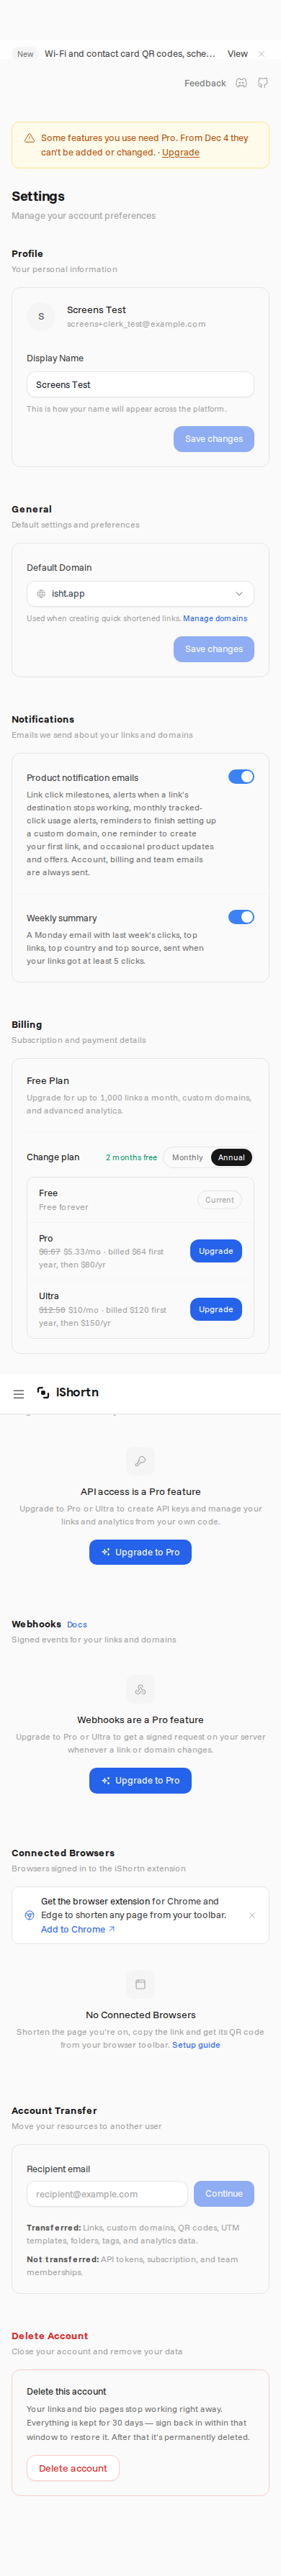 New Wi-Fi and contact card QR codes, sche... View
Feedback
Some features you need Pro. From Dec 4 they
can't be added or changed. · Upgrade
Settings
Manage your account preferences
Profile
Your personal information
S
Screens Test
screens+clerk_test@example.com
Display Name
Screens Test
This is how your name will appear across the platform.
Save changes
General
Default settings and preferences
Default Domain
isht.app
Used when creating quick shortened links. Manage domains
Save changes
Notifications
Emails we send about your links and domains
Product notification emails
Link click milestones, alerts when a link's
destination stops working, monthly tracked-
click usage alerts, reminders to finish setting up
a custom domain, one reminder to create
your first link, and occasional product updates
and offers. Account, billing and team emails
are always sent.
Weekly summary
A Monday email with last week's clicks, top
links, top country and top source, sent when
your links got at least 5 clicks.
Billing
Subscription and payment details
Free Plan
Upgrade for up to 1,000 links a month, custom domains,
and advanced analytics.
Change plan 2 months free Monthly Annual
Free
Free forever
Current
Pro
$6.67 $5.33/mo · billed $64 first
year, then $80/yr
Upgrade
Ultra
$12.50 $10/mo · billed $120 first
year, then $150/yr
Upgrade
IShortn
API access is a Pro feature
Upgrade to Pro or Ultra to create API keys and manage your
links and analytics from your own code.
Upgrade to Pro
Webhooks Docs
Signed events for your links and domains
Webhooks are a Pro feature
Upgrade to Pro or Ultra to get a signed request on your server
whenever a link or domain changes.
Upgrade to Pro
Connected Browsers
Browsers signed in to the iShortn extension
Get the browser extension for Chrome and
Edge to shorten any page from your toolbar.
Add to Chrome
No Connected Browsers
Shorten the page you're on, copy the link and get its QR code
from your browser toolbar. Setup guide
Account Transfer
Move your resources to another user
Recipient email
recipient@example.com
Continue
Transferred: Links, custom domains, QR codes, UTM
templates, folders, tags, and analytics data.
Not transferred: API tokens, subscription, and team
memberships.
Delete Account
Close your account and remove your data
Delete this account
Your links and bio pages stop working right away.
Everything is kept for 30 days — sign back in within that
window to restore it. After that it's permanently deleted.
Delete account